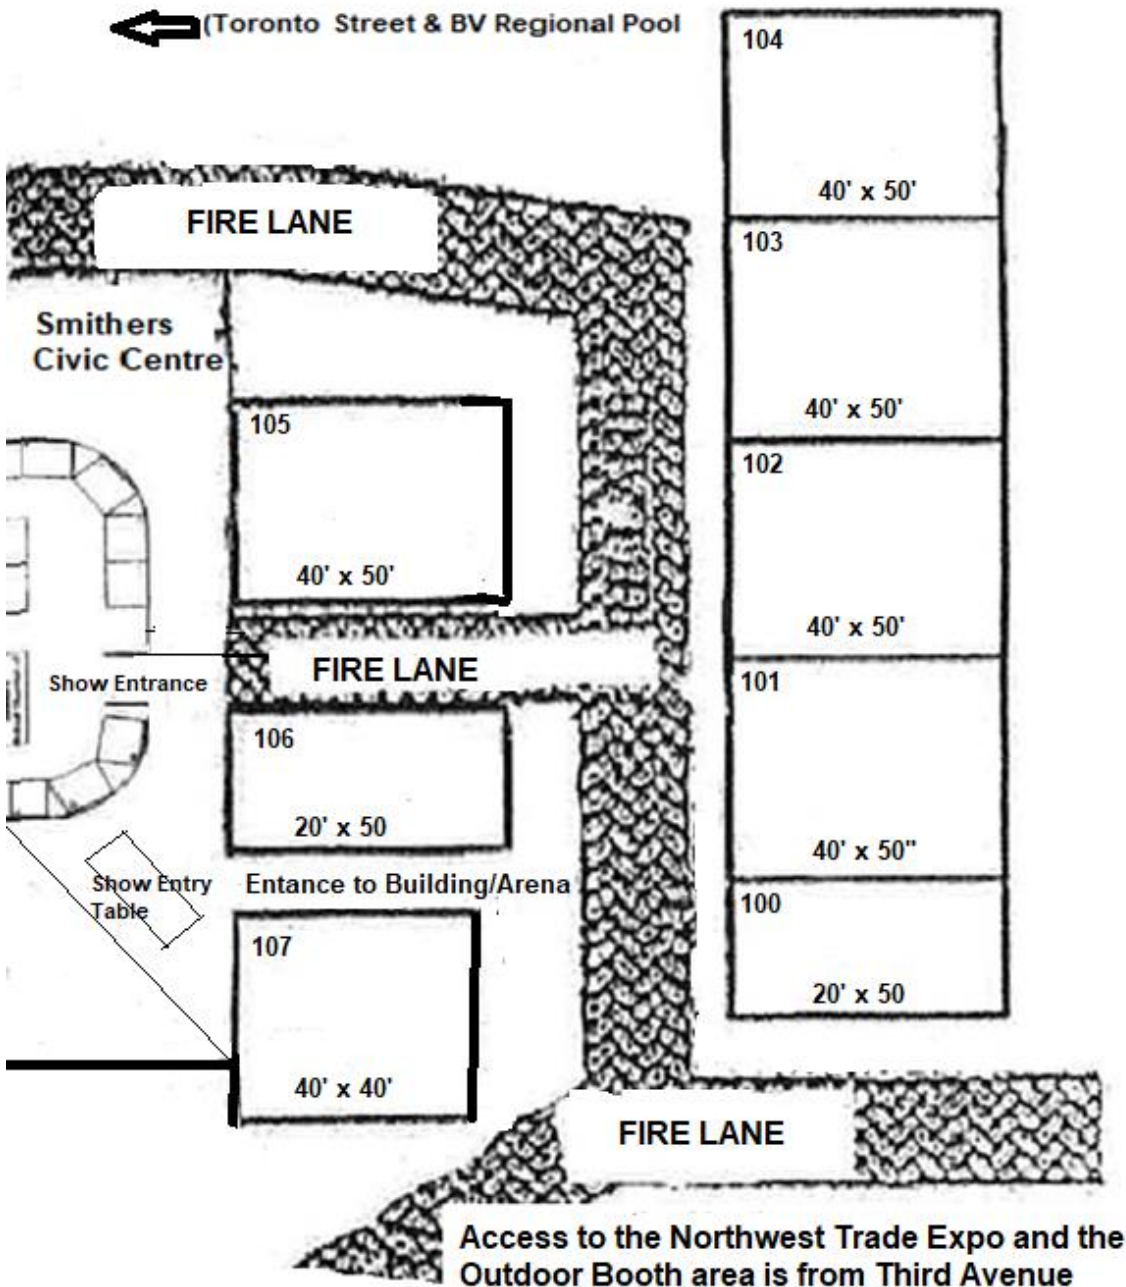 (Toronto Street & BV Regional Pool
104
40' x 50'
FIRE LANE
103
Smithers
Civic Centre
40' x 50'
105
102
40' x 50'
40' x 50'
FIRE LANE
101
Show Entrance
106
20' x 50
40' x 50"
Show Entry
Table
Entance to Building/Arena
100
107
20' x 50
40' x 40'
FIRE LANE
Access to the Northwest Trade Expo and the
Outdoor Booth area is from Third Avenue